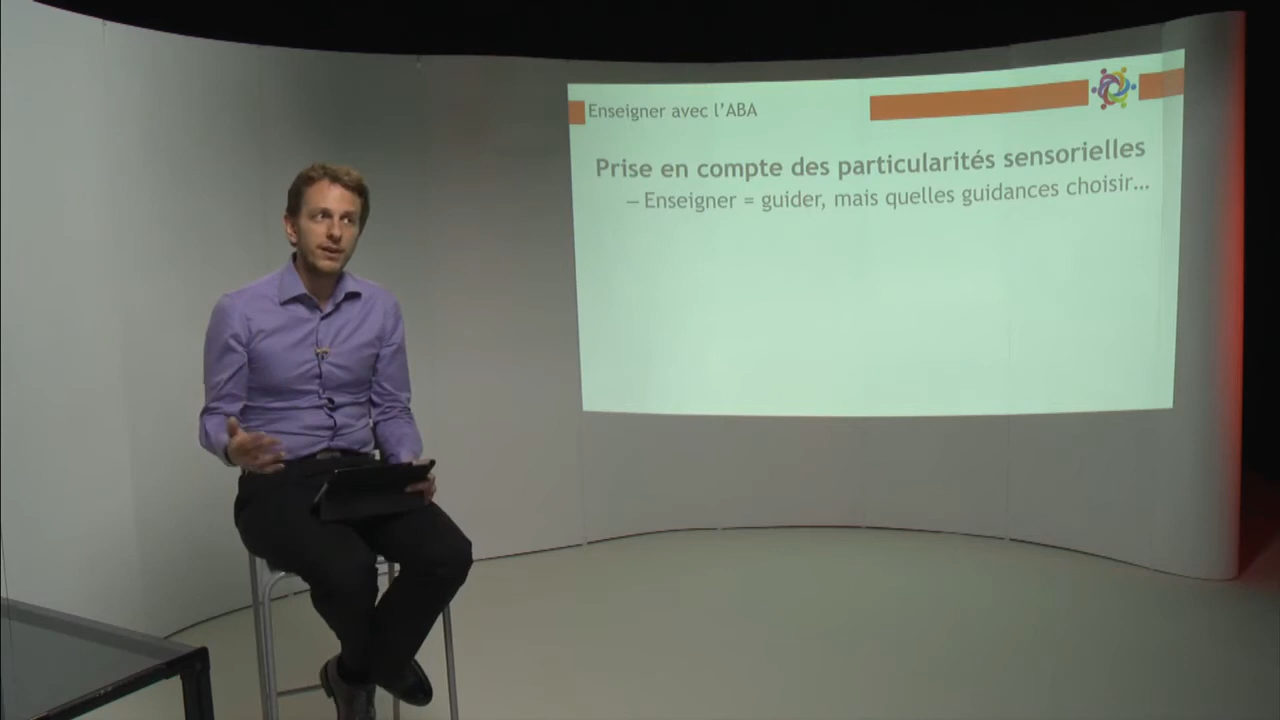 Enseigner avec l'ABA
Prise en compte des particularités sensorielles
– Enseigner = guider, mais quelles guidances choisir…